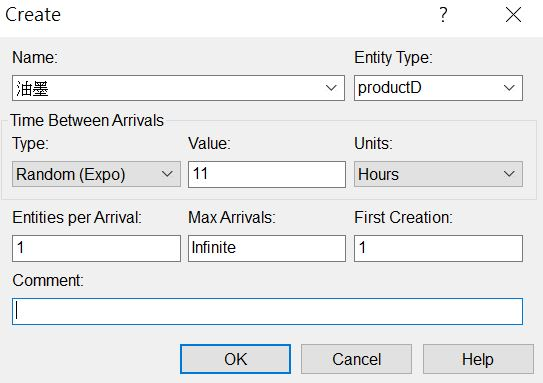 Create
Name: Entity Type:
油墨 productD
Time Between Arrivals
Type: Value: Units:
Random (Expo) 11 Hours
Entities per Arrival: Max Arrivals: First Creation:
1 Infinite 1
Comment:
OK Cancel Help